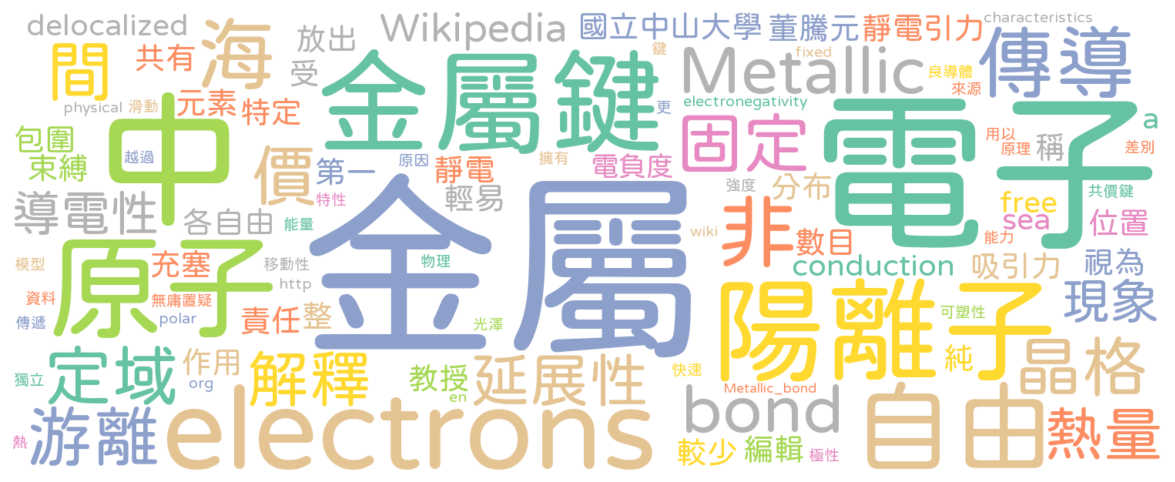 delocalized
Wikipedia
國立中山大學
董騰元
靜電引力
characteristics
間
共有
海
放出
受
金屬鍵
鍵
Metallic
fixed
良導體
來源
傳導
physical
滑動
元素
特定
中
更
electronegativity
固定
電子
用以
原理
稱
a
差別
包圍
束縛
越過
價
第一
原因
靜電
擁有
電負度
特性
輕易
強度
分布
共價鍵
free
sea
位置
導電性
各自由
能量
金屬
wiki
非
數目
能力
conduction
吸引力
視為
原子
模型
充塞
移動性
http
物理
資料
無庸置疑
傳遞
polar
責任
整
光澤
陽離子
可塑性
現象
定域
作用
org
解釋
教授
en
延展性
快速
純
晶格
獨立
Metallic_bond
游離
熱
electrons
bond
自由
熱量
較少
編輯
極性